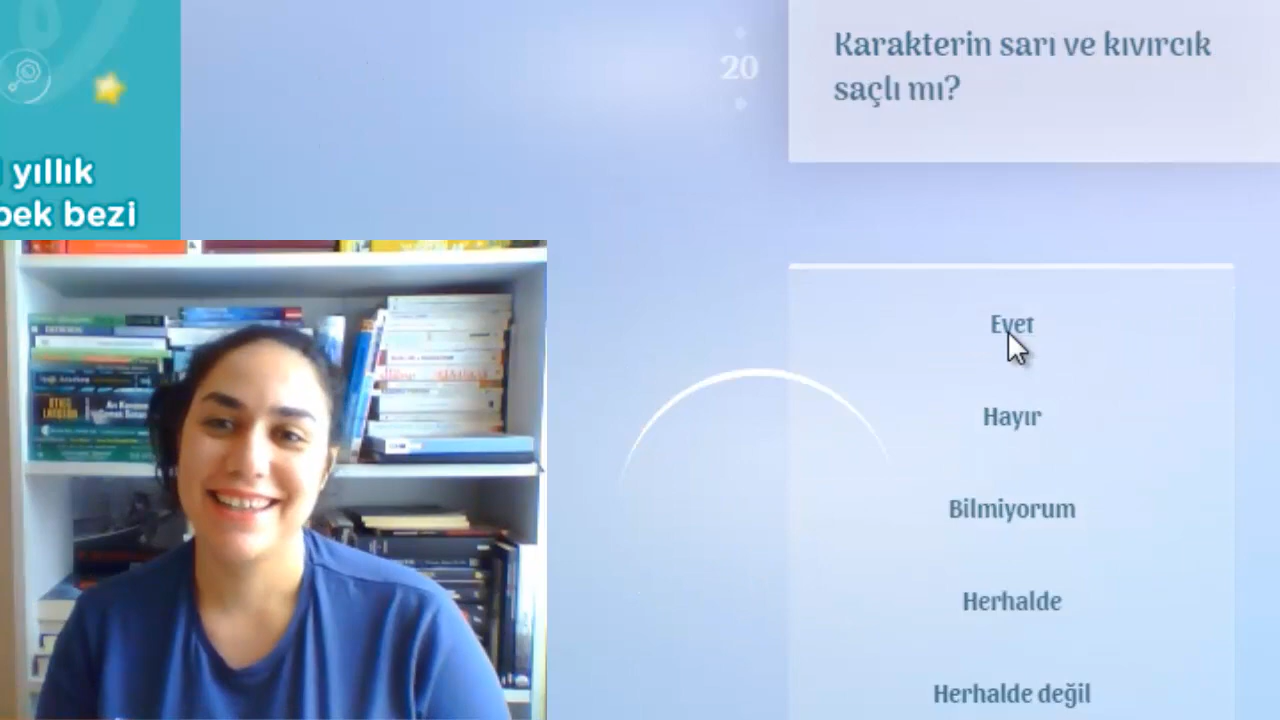 yıllık
bek bezi
20
Karakterin sarı ve kıvırcık
saçlı mı?
Evet
Hayır
Bilmiyorum
Herhalde
Herhalde değil